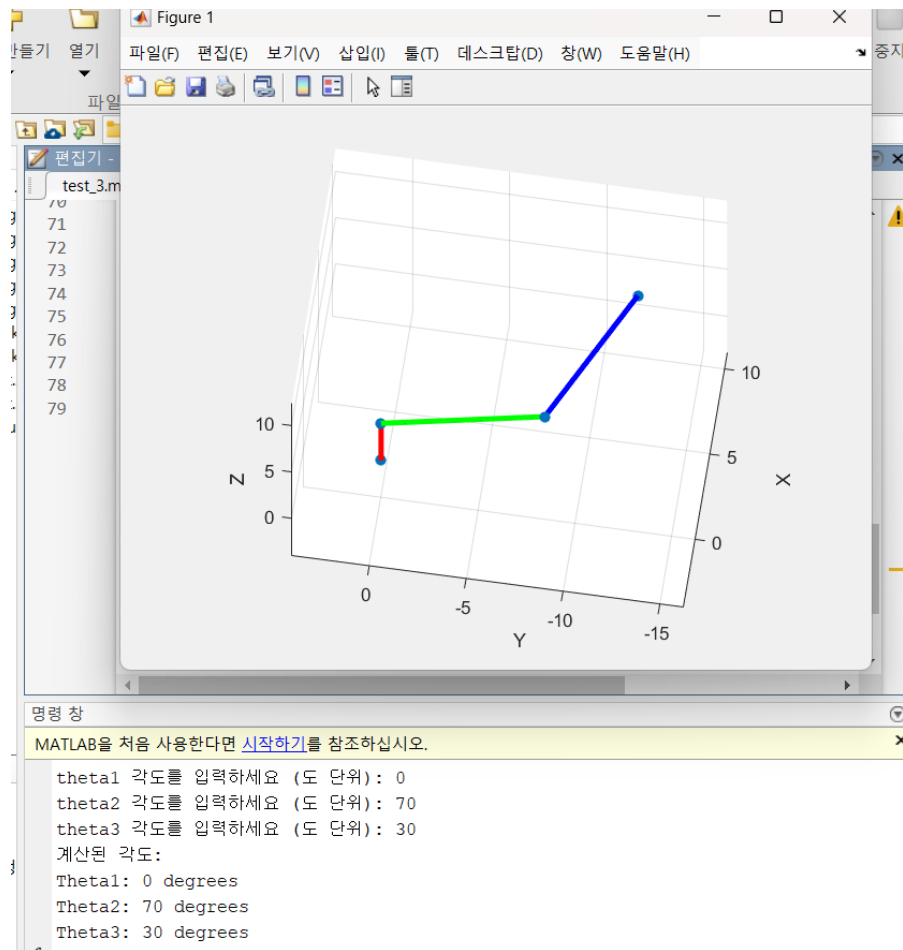 Figure 1
만들기 열기
파일(F) 편집(E) 보기(V) 삽입(I) 툴(T) 데스크탑(D) 창(W) 도움말(H)
중지
파일
편집기 -
test_3.m
70
71
72
73
74
75
76
77
78
79
10
5
0
Z
0
-5
-10
-15
Y
10
5
0
X
명령 창
MATLAB을 처음 사용한다면 시작하기를 참조하십시오.
theta1 각도를 입력하세요 (도 단위): 0
theta2 각도를 입력하세요 (도 단위): 70
theta3 각도를 입력하세요 (도 단위): 30
계산된 각도:
Theta1: 0 degrees
Theta2: 70 degrees
Theta3: 30 degrees